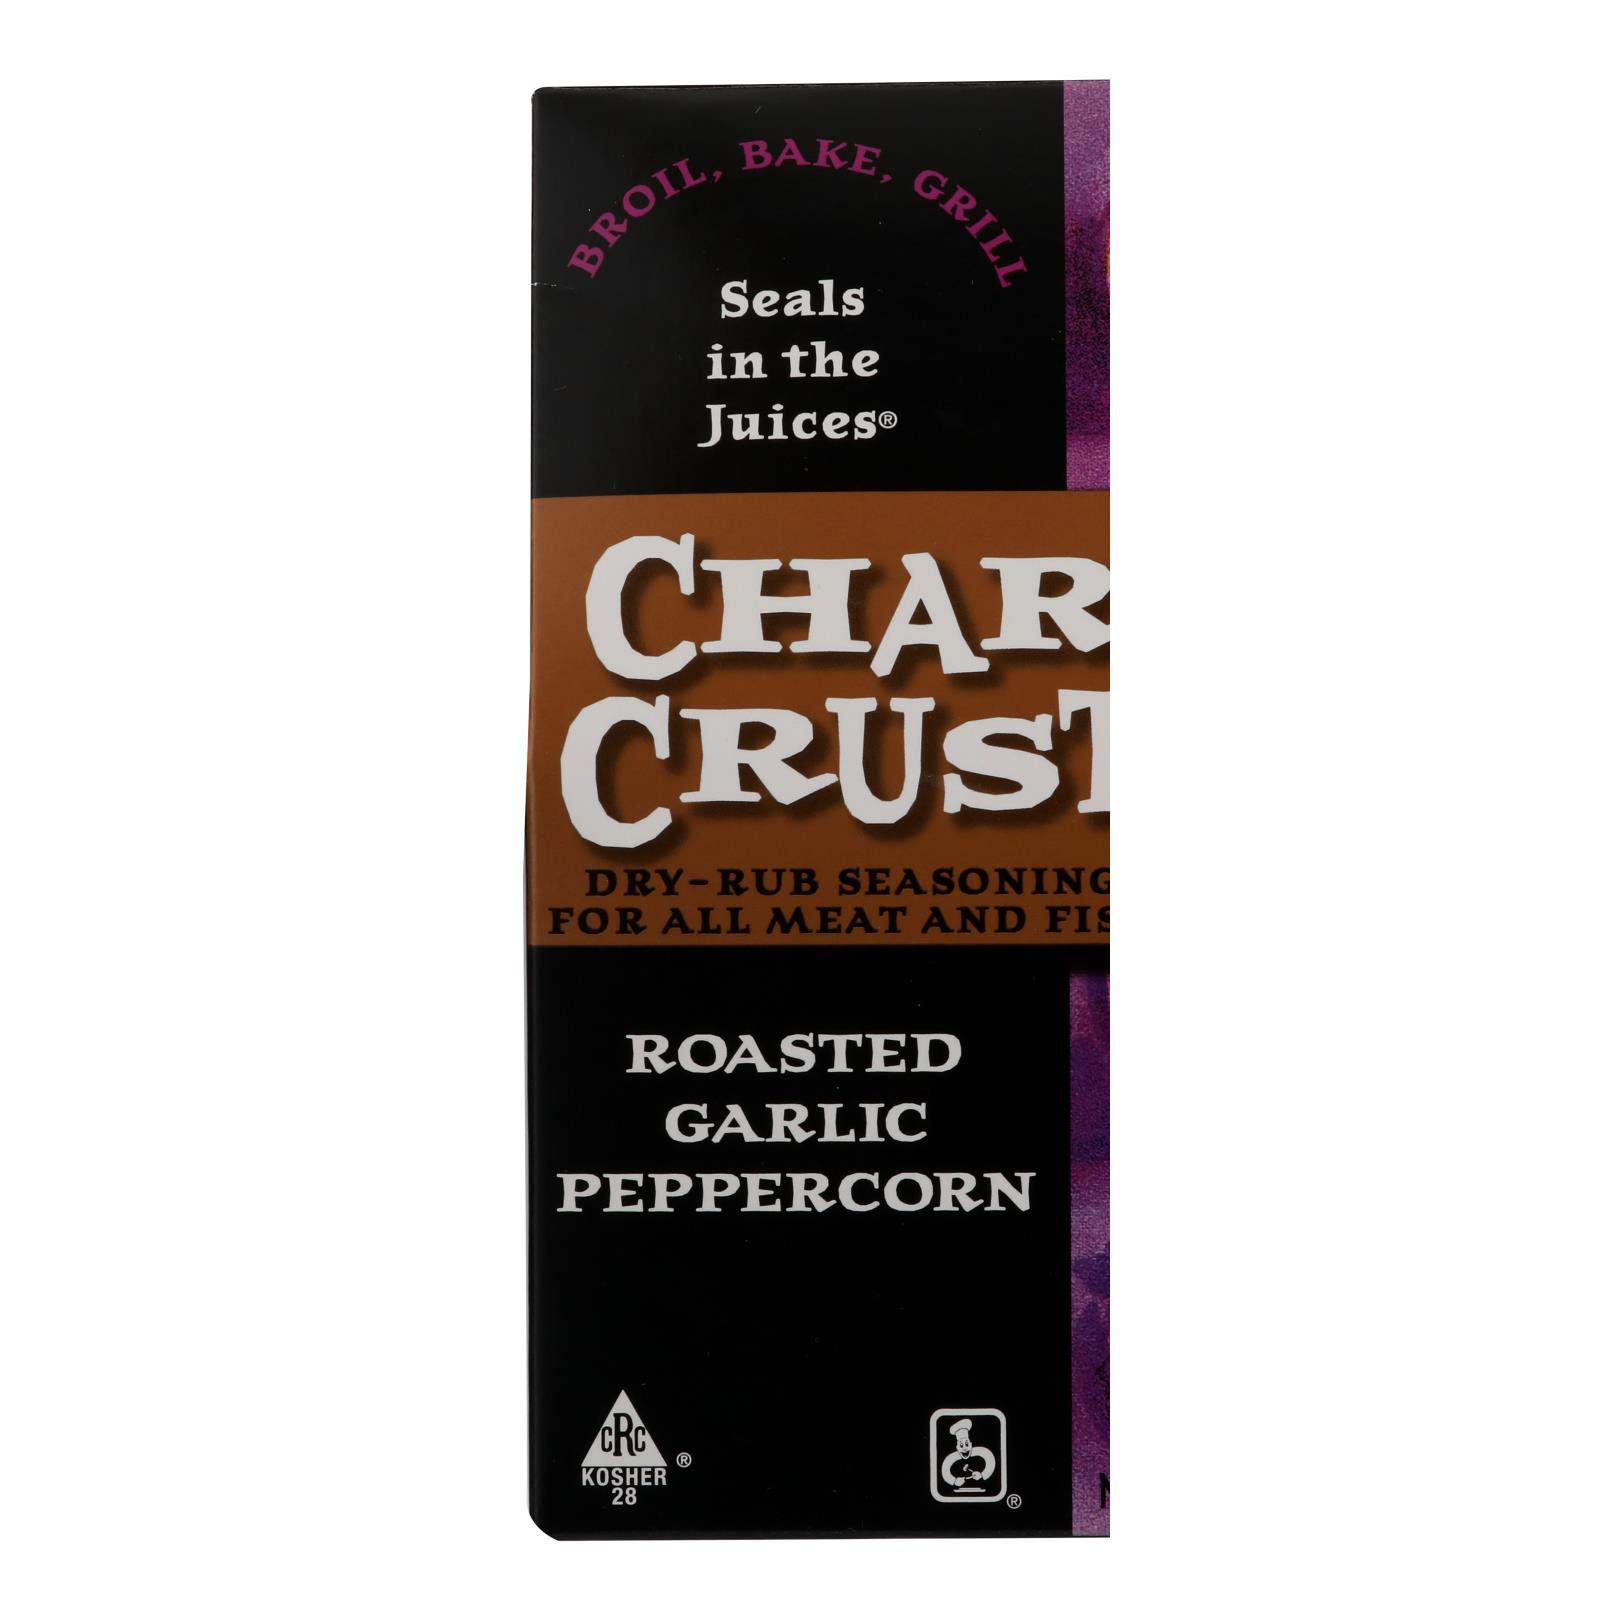 BROIL, BAKE, GRILL
Seals
in the
Juices®
CHAR
CRUST
DRY-RUB SEASONING
FOR ALL MEAT AND FIS
ROASTED
GARLIC
PEPPERCORN
CRC
KOSHER ®
28
®